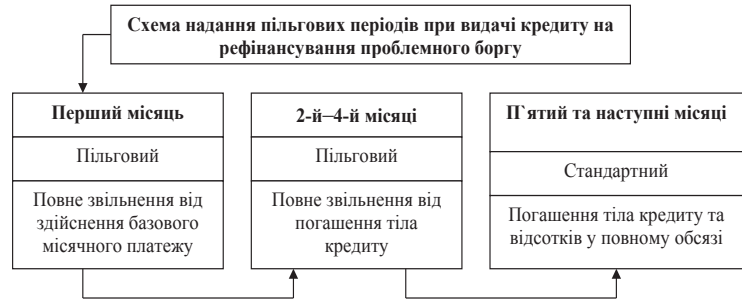 Схема надання пільгових періодів при видачі кредиту на
рефінансування проблемного боргу
Перший місяць
Пільговий
Повне звільнення від
здійснення базового
місячного платежу
2-й–4-й місяці
Пільговий
Повне звільнення від
погашення тіла
кредиту
П`ятий та наступні місяці
Стандартний
Погашення тіла кредиту та
відсотків у повному обсязі